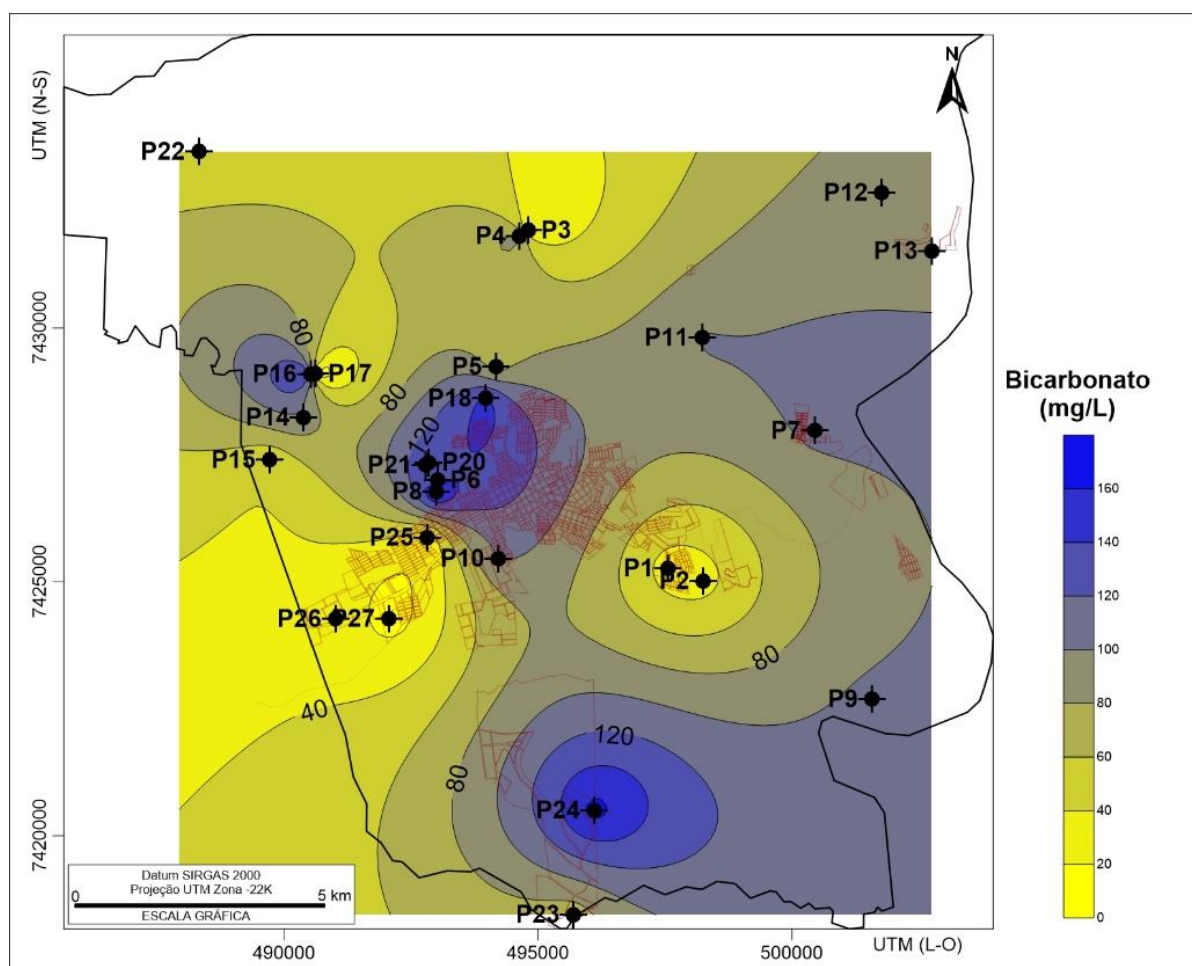 UTM (N-S)
N
P22
P12
P4
P3
P13
7430000
80
P11
P5
P16
P17
80
P18
P14
120
P7
P15
P21
P20
P6
P8
P25
P10
7425000
P1
P2
P26
P27
80
P9
40
120
80
P24
7420000
Datum SIRGAS 2000
Projeção UTM Zona -22K
0 5 km
ESCALA GRÁFICA
P23
490000 495000 500000
UTM (L-O)
Bicarbonato
(mg/L)
160
140
120
100
80
60
40
20
0